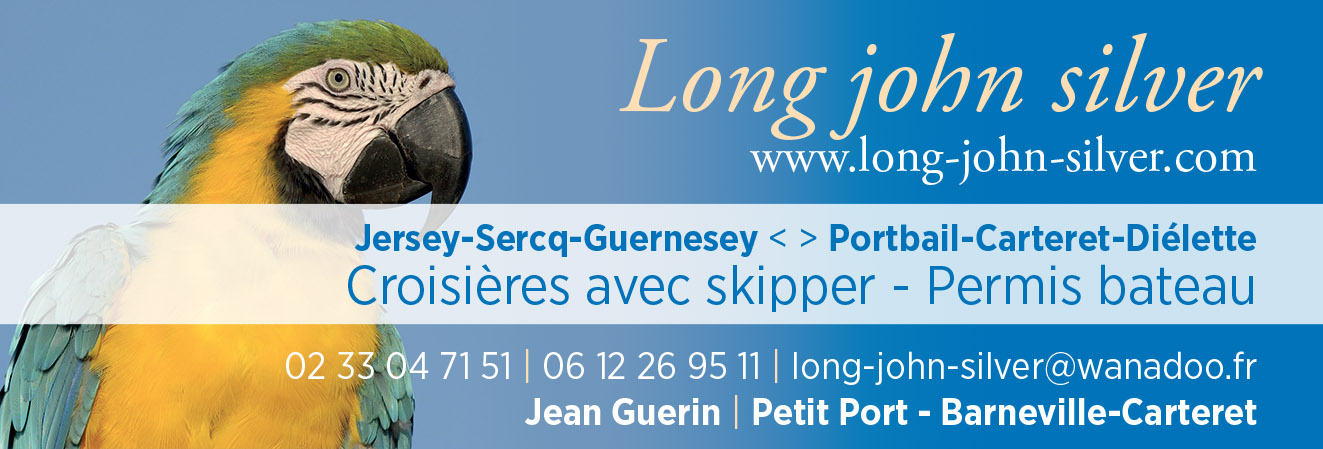 Long john silver
www.long-john-silver.com
Jersey-Sercq-Guernesey < > Portbail-Carteret-Diélette
Croisières avec skipper - Permis bateau
02 33 04 71 51 | 06 12 26 95 11 | long-john-silver@wanadoo.fr
Jean Guerin | Petit Port - Barneville-Carteret